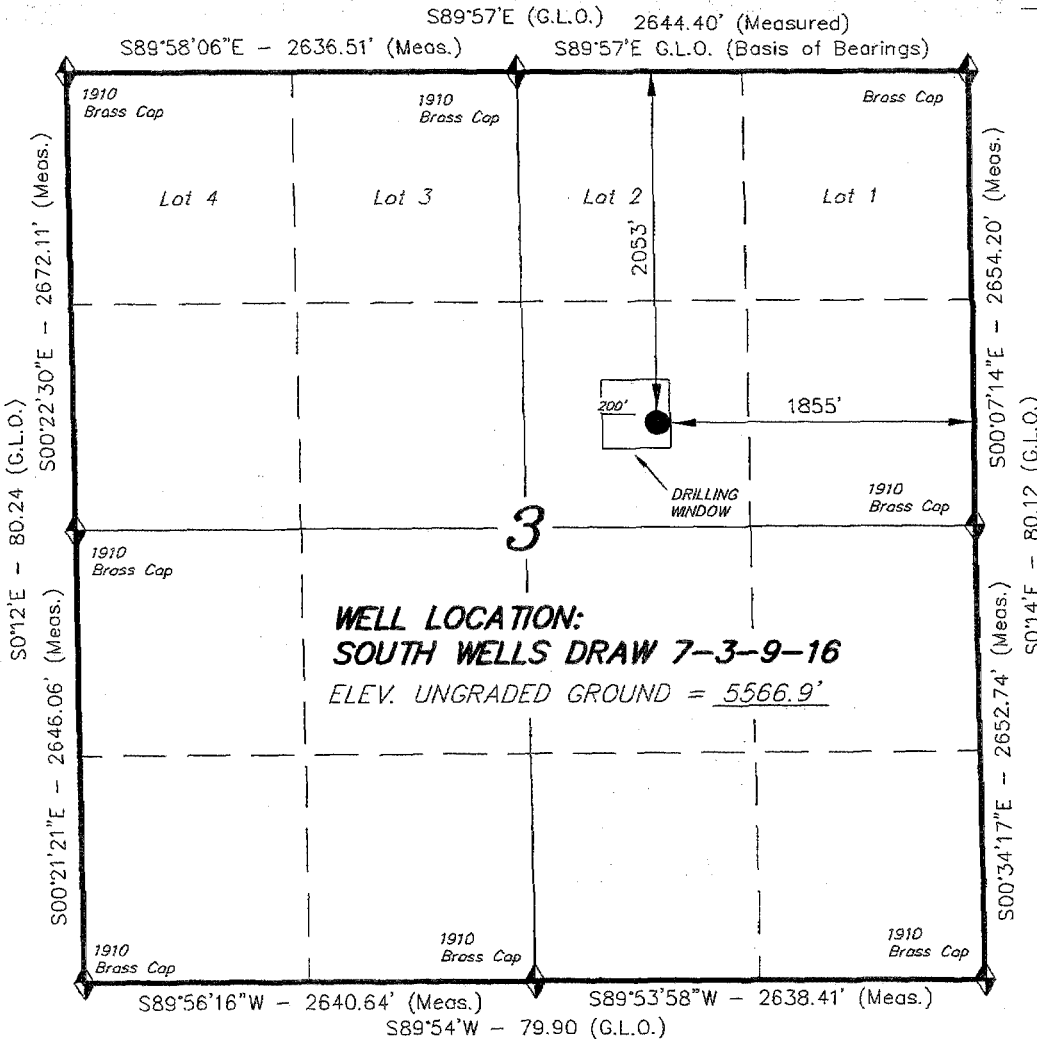 S89°57'E (G.L.O.)
2644.40' (Measured)
S89°58'06"E - 2636.51' (Meas.)
S89°57'E G.L.O. (Basis of Bearings)
1910
Brass Cap
1910
Brass Cap
Brass Cap
Lot 4
Lot 3
Lot 2
Lot 1
2053'
S00°22'30"E - 2672.11' (Meas.)
S00°07'14"E - 2654.20' (Meas.)
200'
1855'
DRILLING
WINDOW
1910
Brass Cap
S0°12'E - 80.24 (G.L.O.)
S0°14'E - 80.12 (G.L.O.)
3
1910
Brass Cap
WELL LOCATION:
SOUTH WELLS DRAW 7-3-9-16
ELEV. UNGRADED GROUND = 5566.9'
S00°21'21"E - 2646.06' (Meas.)
S00°34'17"E - 2652.74' (Meas.)
1910
Brass Cap
1910
Brass Cap
1910
Brass Cap
S89°56'16"W - 2640.64' (Meas.)
S89°53'58"W - 2638.41' (Meas.)
S89°54'W - 79.90 (G.L.O.)